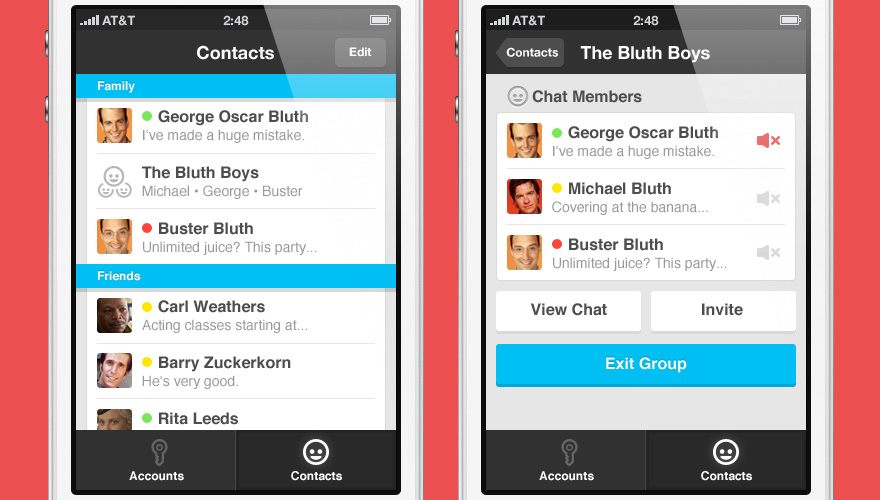 AT&T 2:48
Contacts
Edit
Family
George Oscar Bluth
I've made a huge mistake.
The Bluth Boys
Michael • George • Buster
Buster Bluth
Unlimited juice? This party...
Friends
Carl Weathers
Acting classes starting at...
Barry Zuckerkorn
He's very good.
Rita Leeds
Accounts
Contacts
AT&T 2:48
Contacts
The Bluth Boys
Chat Members
George Oscar Bluth
I've made a huge mistake.
Michael Bluth
Covering at the banana...
Buster Bluth
Unlimited juice? This party...
View Chat
Invite
Exit Group
Accounts
Contacts